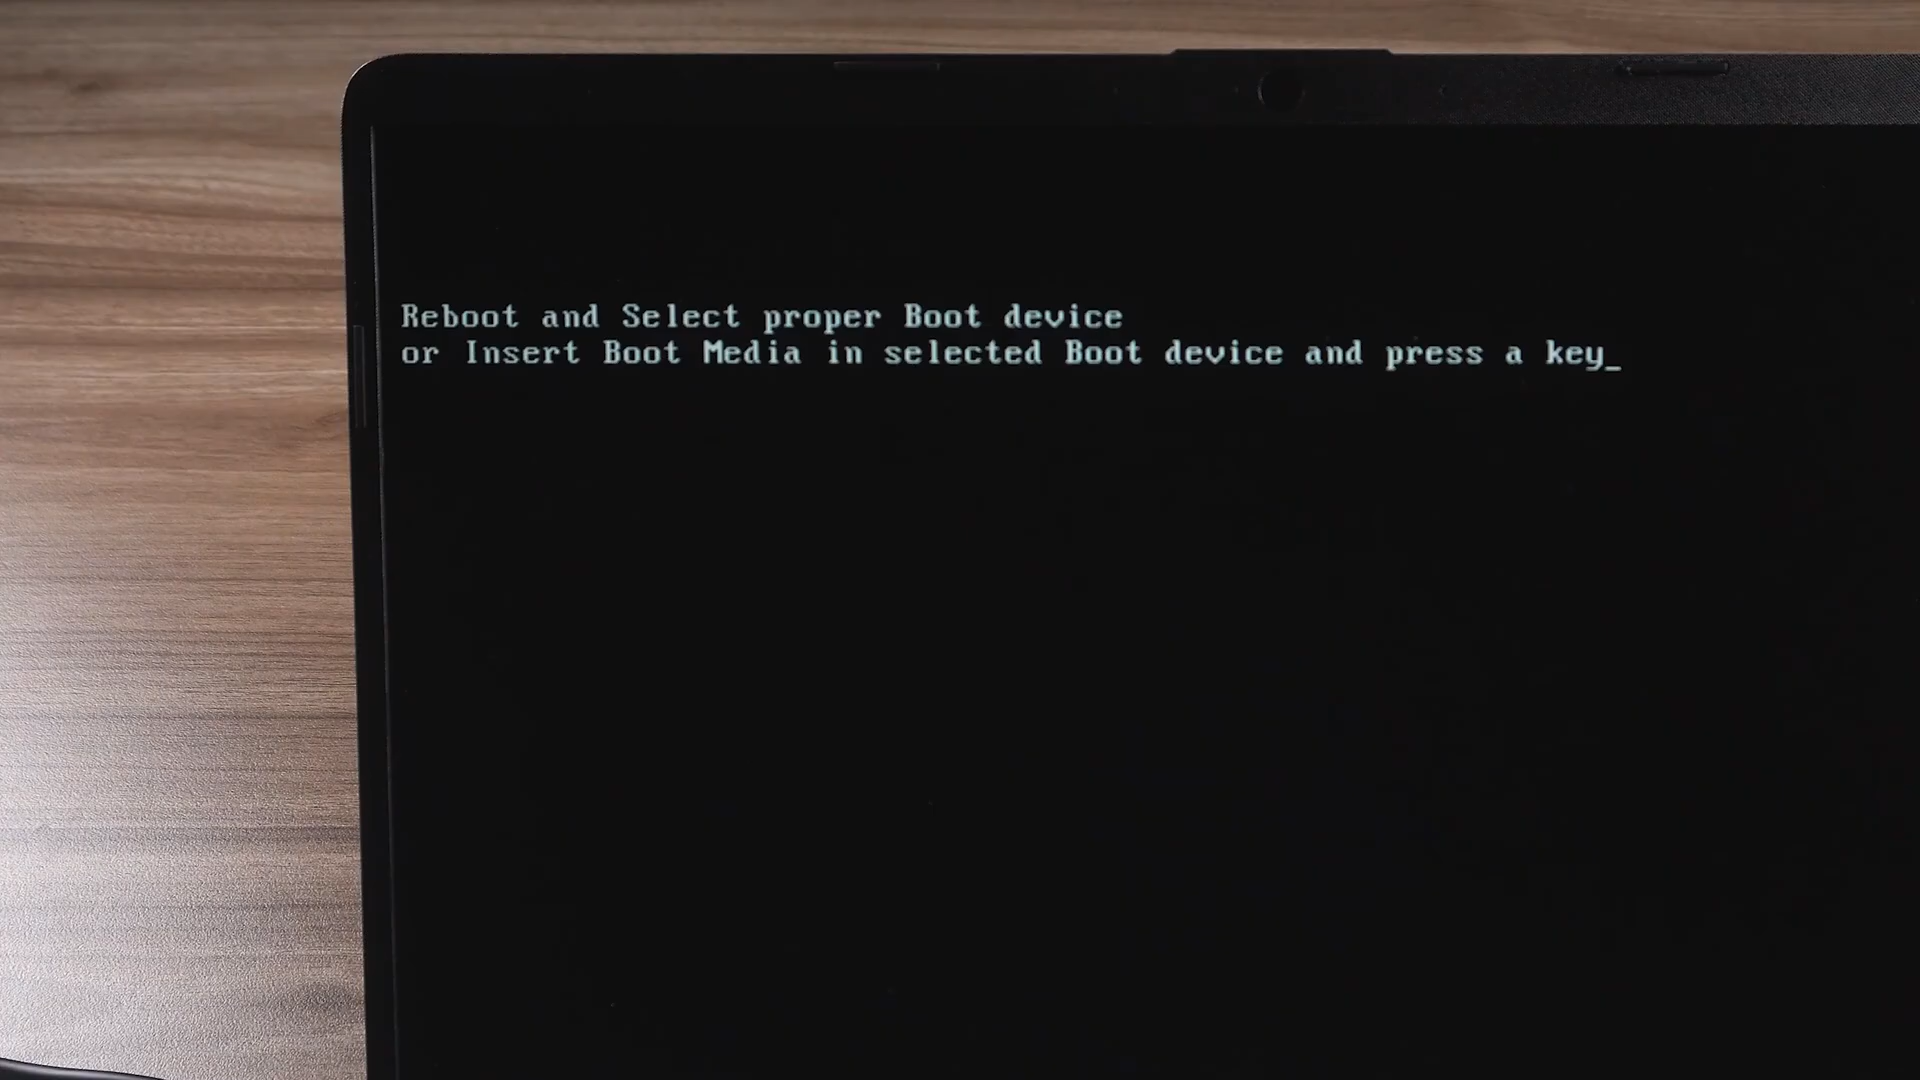 Reboot and Select proper Boot device
or Insert Boot Media in selected Boot device and press a key_